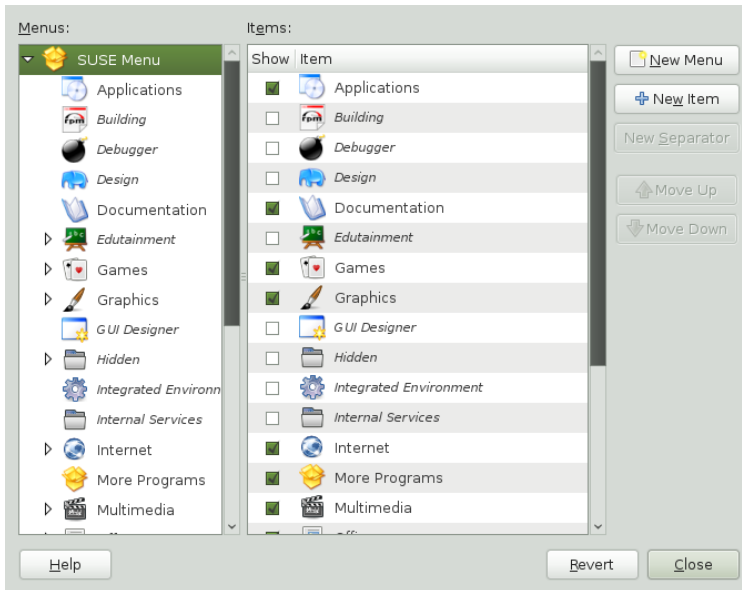 Menus:
SUSE Menu
Applications
Building
Debugger
Design
Documentation
Edutainment
Games
Graphics
GUI Designer
Hidden
Integrated Environn
Internal Services
Internet
More Programs
Multimedia
Items:
Show Item
Applications
rpm Building
Debugger
Design
Documentation
Edutainment
Games
Graphics
GUI Designer
Hidden
Integrated Environment
Internal Services
Internet
More Programs
Multimedia
New Menu
New Item
New Separator
Move Up
Move Down
Help
Revert
Close